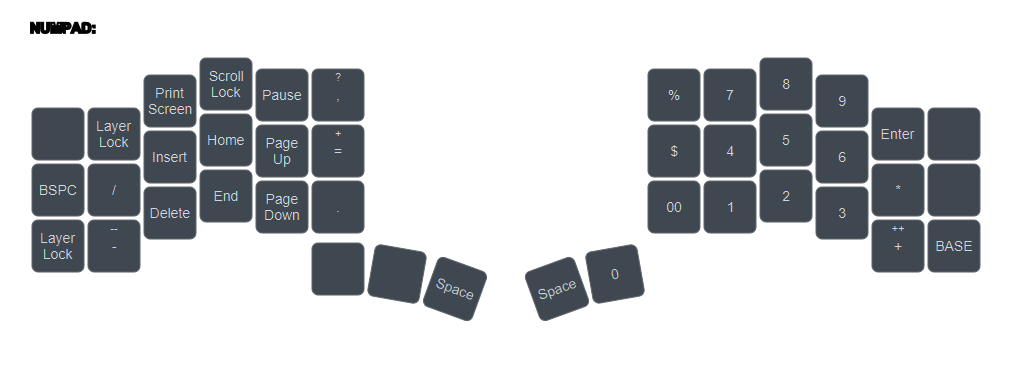 NUMPAD:
Layer
Lock
Print
Screen
Scroll
Lock
Pause
?
,
%
7
8
9
Enter
BSPC
/
Insert
Home
Page
Up
+
=
$
4
5
6
*
Layer
Lock
--
-
Delete
End
Page
Down
.
00
1
2
3
++
+
BASE
Space
Space
0